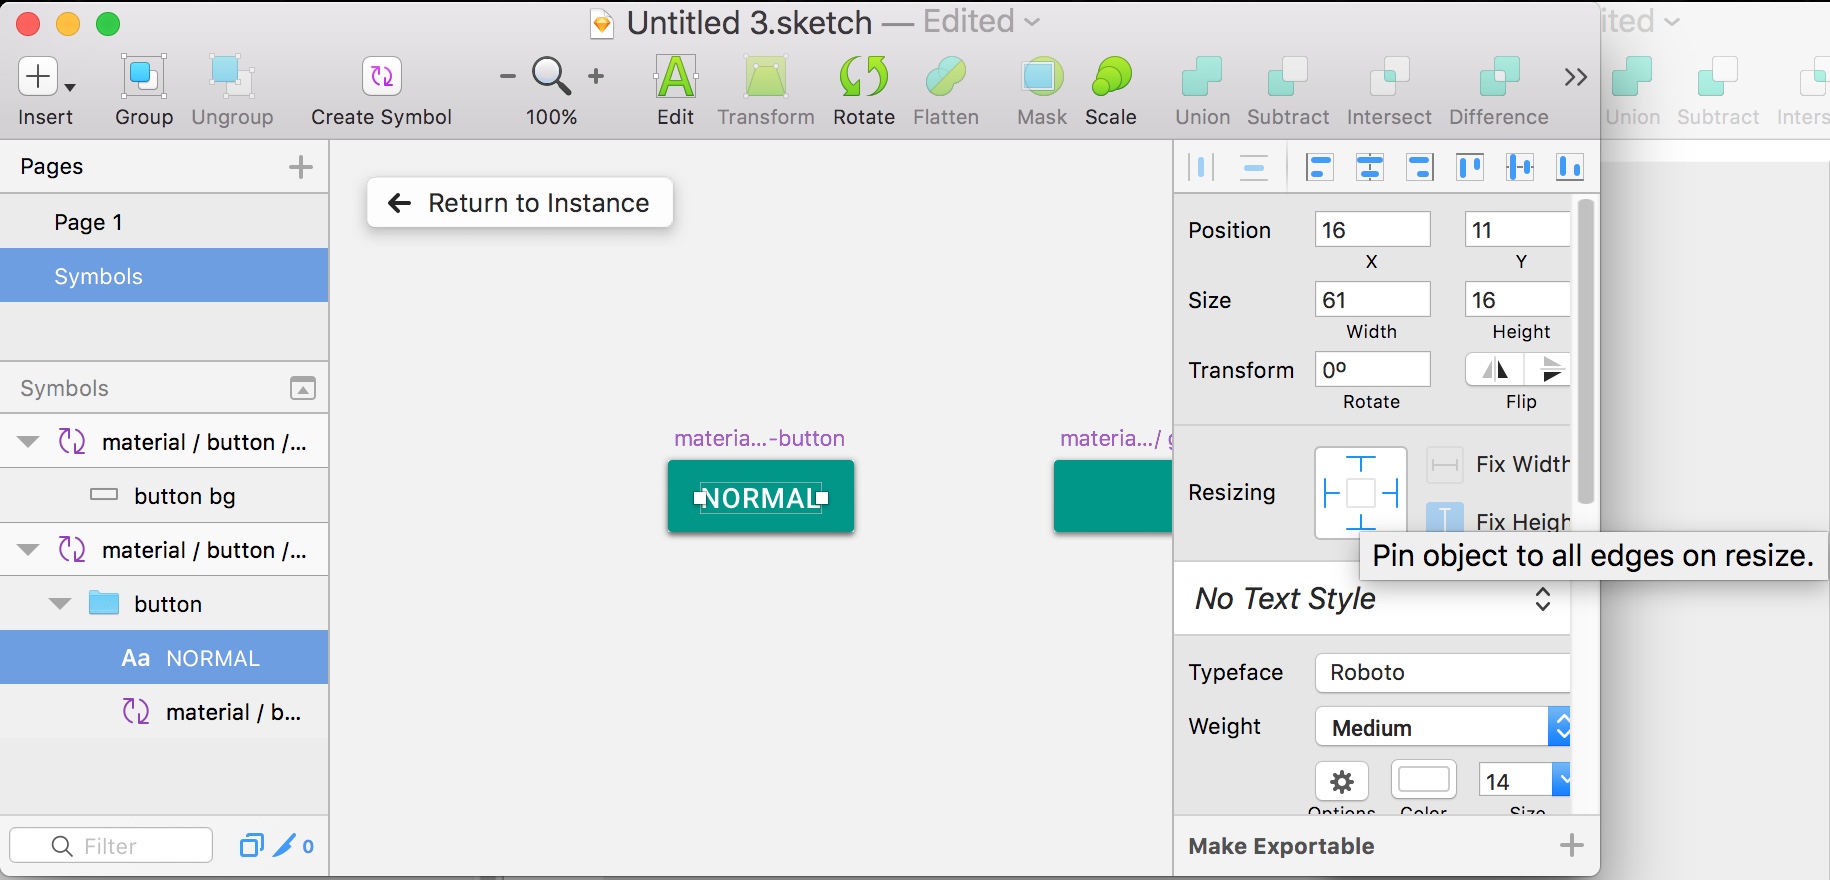 Untitled 3.sketch — Edited
ited
Insert
Group
Ungroup
Create Symbol
100%
Edit
Transform
Rotate
Flatten
Mask
Scale
Union
Subtract
Intersect
Difference
Union
Subtract
Inters
Pages
Page 1
Symbols
Symbols
material / button /...
button bg
material / button /...
button
Aa NORMAL
material / b...
Filter
0
Return to Instance
materia...-button
NORMAL
materia.../ g
Position
16
11
X
Y
Size
61
16
Width
Height
Transform
0º
Rotate
Flip
Resizing
Fix Width
Fix Heigh
Pin object to all edges on resize.
No Text Style
Typeface
Roboto
Weight
Medium
14
Options
Color
Size
Make Exportable